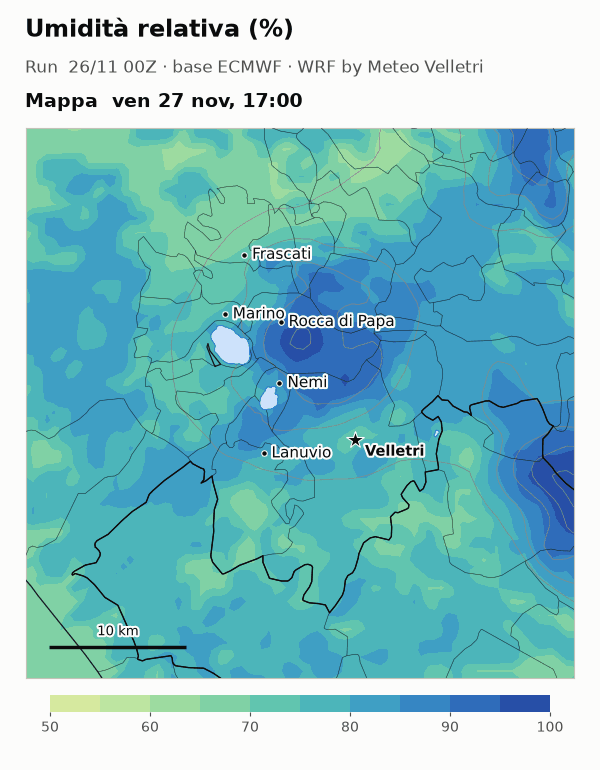 Umidità relativa (%)
Run  26/11 00Z · base ECMWF · WRF by Meteo Velletri
Mappa  ven 27 nov, 17:00
Frascati
Marino
Rocca di Papa
Nemi
Velletri
Lanuvio
10 km
50 60 70 80 90 100